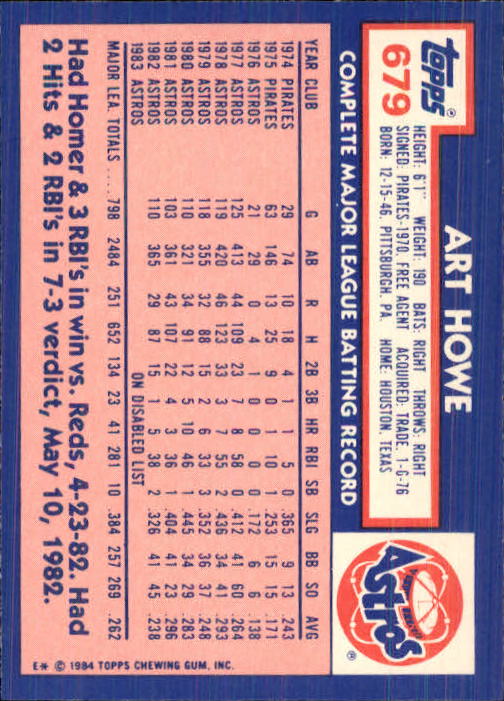 topps®
679
ART HOWE
HEIGHT: 6'1" WEIGHT: 190 BATS: RIGHT THROWS: RIGHT
SIGNED: PIRATES-1970, FREE AGENT ACQUIRED: TRADE, 1-6-76
BORN: 12-15-46, PITTSBURGH, PA. HOME: HOUSTON, TEXAS
Astros
®
COMPLETE MAJOR LEAGUE BATTING RECORD
YEAR CLUB G AB R H 2B 3B HR RBI SB SLG BB SO AVG
1974 PIRATES 29 74 10 18 4 1 1 5 0 .365 9 13 .243
1975 PIRATES 63 146 13 25 9 0 1 10 1 .253 15 15 .171
1976 ASTROS 21 29 0 4 1 0 0 0 0 .172 6 6 .138
1977 ASTROS 125 413 44 109 23 7 8 58 0 .412 41 60 .264
1978 ASTROS 119 420 46 123 33 3 7 55 2 .436 34 41 .293
1979 ASTROS 118 355 32 88 15 2 6 33 3 .352 36 37 .248
1980 ASTROS 110 321 34 91 12 5 10 46 1 .445 34 29 .283
1981 ASTROS 103 361 43 107 22 4 3 36 1 .404 41 23 .296
1982 ASTROS 110 365 29 87 15 1 5 38 2 .326 41 45 .238
1983 ASTROS ON DISABLED LIST
MAJOR LEA. TOTALS ..... 798 2484 251 652 134 23 41 281 10 .384 257 269 .262
Had Homer & 3 RBI's in win vs. Reds, 4-23-82. Had
2 Hits & 2 RBI's in 7-3 verdict, May 10, 1982.
E* © 1984 TOPPS CHEWING GUM, INC.